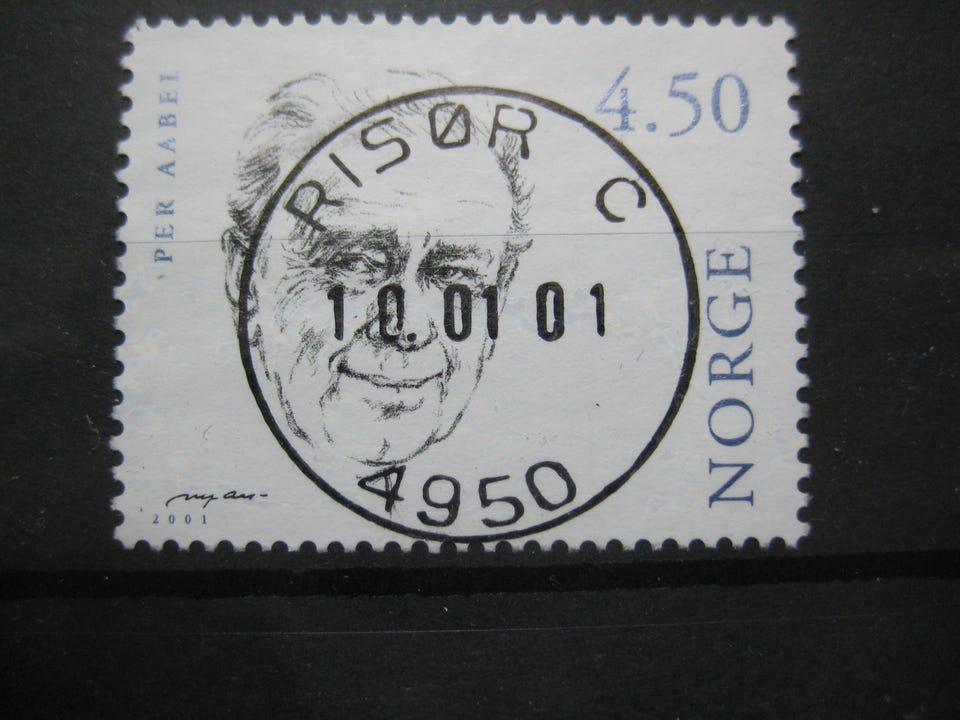 PER AABEL
4.50
NORGE
RISØR C
10.01 01
4950
2001